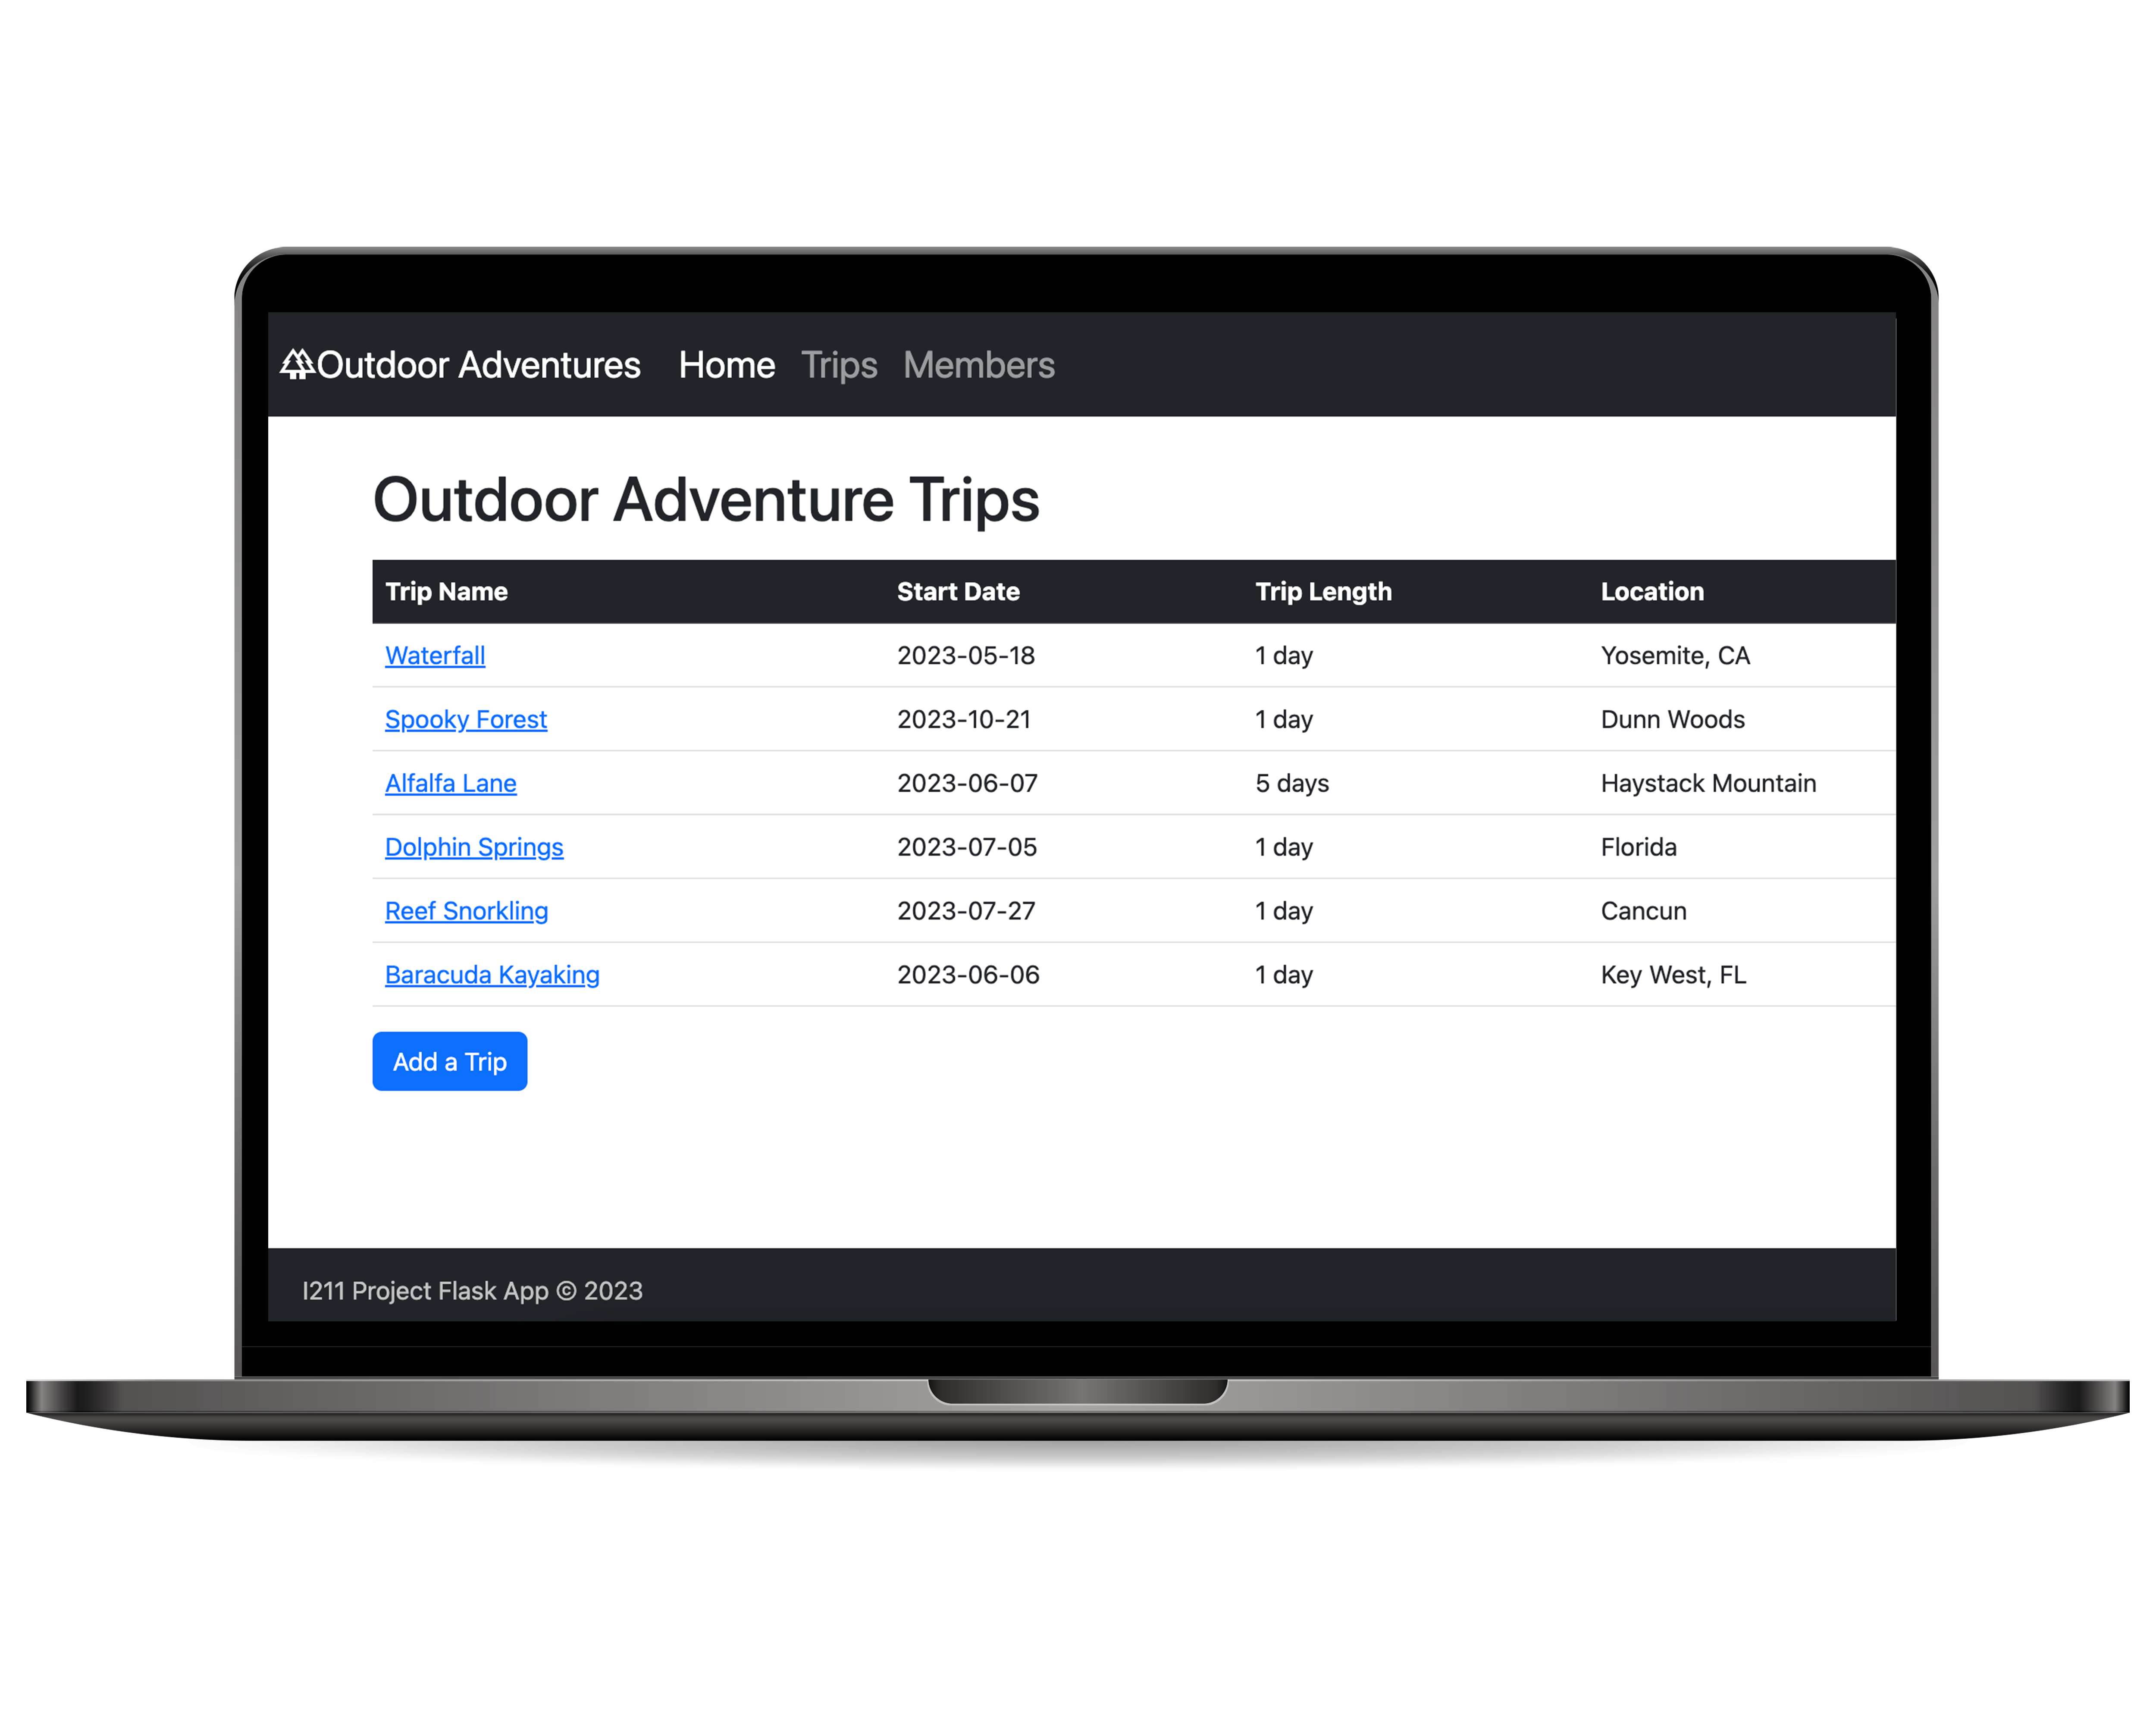 Outdoor Adventures Home Trips Members
Outdoor Adventure Trips
Trip Name Start Date Trip Length Location
Waterfall 2023-05-18 1 day Yosemite, CA
Spooky Forest 2023-10-21 1 day Dunn Woods
Alfalfa Lane 2023-06-07 5 days Haystack Mountain
Dolphin Springs 2023-07-05 1 day Florida
Reef Snorkling 2023-07-27 1 day Cancun
Baracuda Kayaking 2023-06-06 1 day Key West, FL
Add a Trip
I211 Project Flask App © 2023